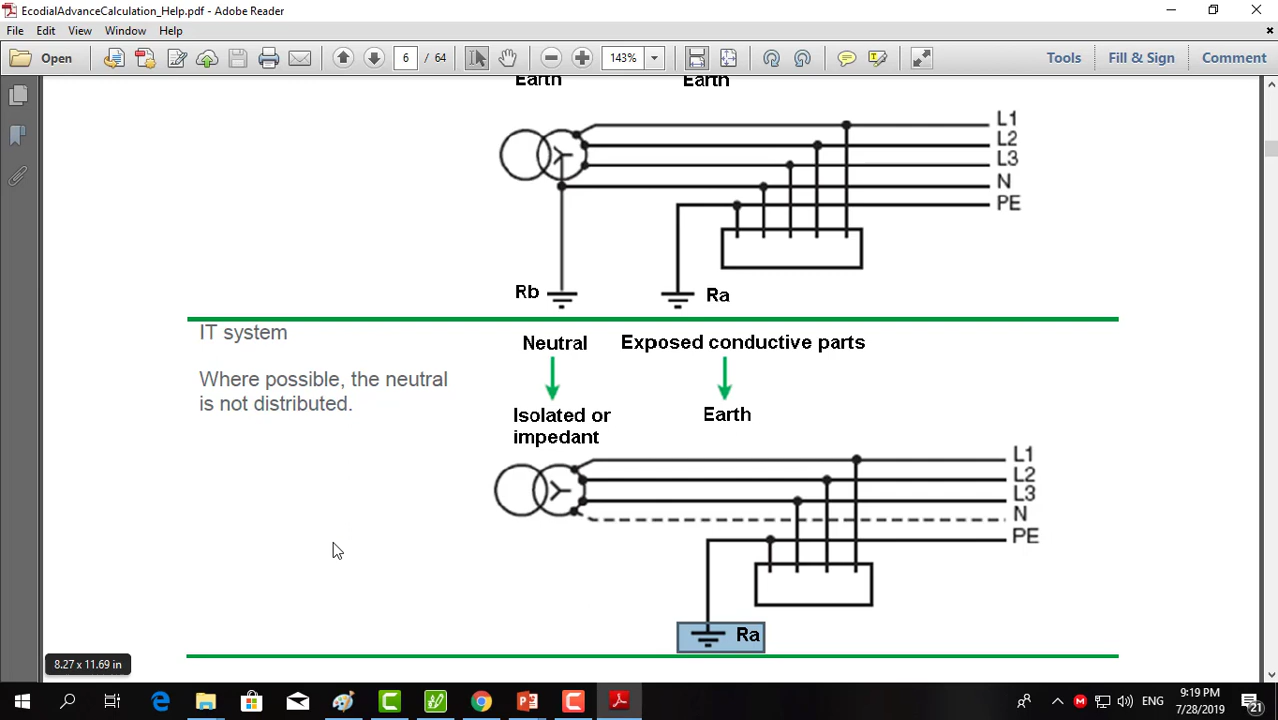 EcodialAdvanceCalculation_Help.pdf - Adobe Reader
File Edit View Window Help
Open 6 / 64 143% Tools Fill & Sign Comment
Earth Earth
L1
L2
L3
N
PE
Rb Ra
IT system Neutral Exposed conductive parts
Where possible, the neutral
is not distributed.
Isolated or
impedant
Earth
L1
L2
L3
N
PE
Ra
8.27 x 11.69 in
ENG
9:19 PM
7/28/2019
21